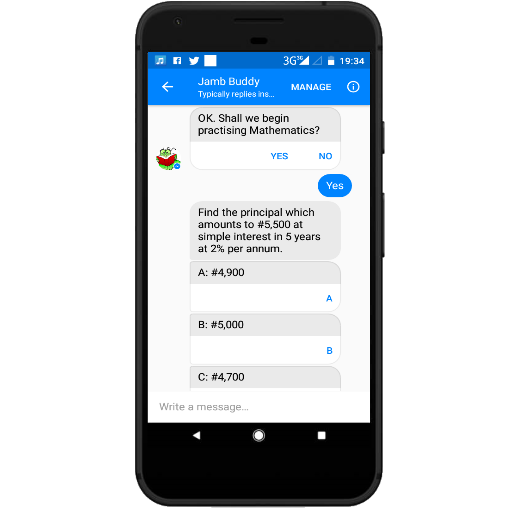 3G 3G 19:34
Jamb Buddy
Typically replies ins...
MANAGE
OK. Shall we begin
practising Mathematics?
YES NO
Yes
Find the principal which
amounts to #5,500 at
simple interest in 5 years
at 2% per annum.
A: #4,900
A
B: #5,000
B
C: #4,700
Write a message...